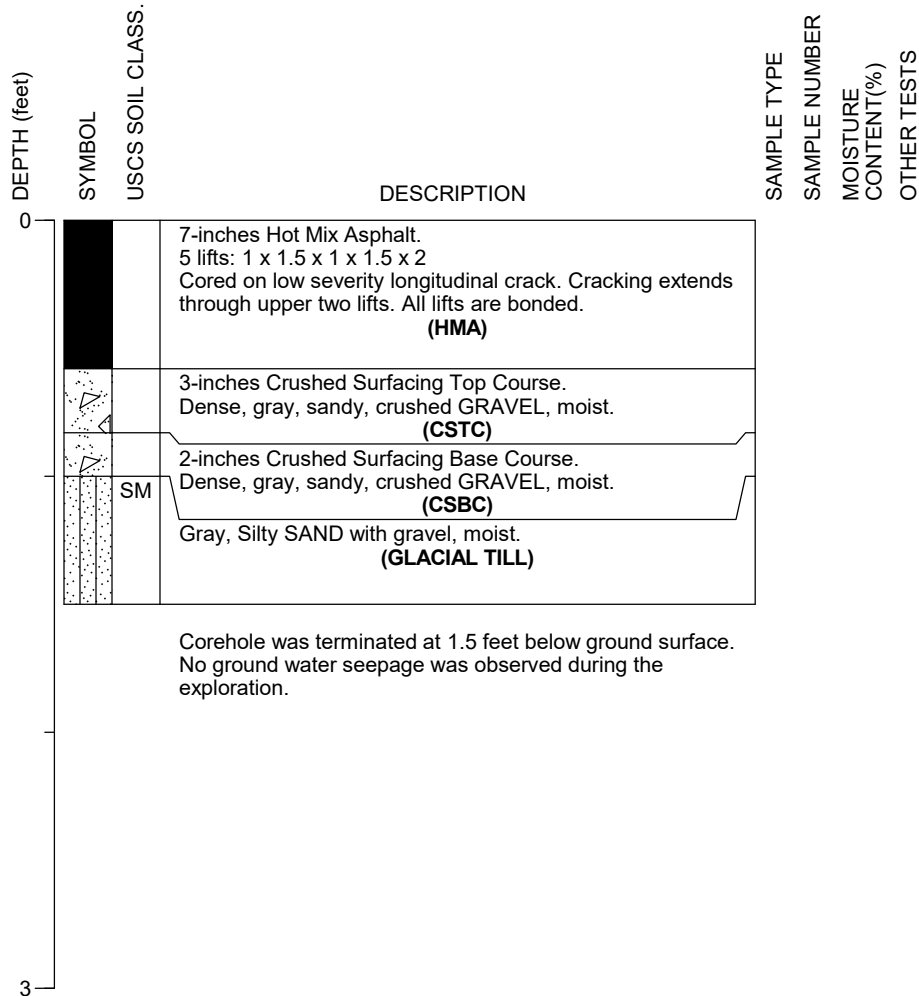 DEPTH (feet)
SYMBOL
USCS SOIL CLASS.
DESCRIPTION
SAMPLE TYPE
SAMPLE NUMBER
MOISTURE
CONTENT(%)
OTHER TESTS
0
7-inches Hot Mix Asphalt.
5 lifts: 1 x 1.5 x 1 x 1.5 x 2
Cored on low severity longitudinal crack. Cracking extends
through upper two lifts. All lifts are bonded.
(HMA)
3-inches Crushed Surfacing Top Course.
Dense, gray, sandy, crushed GRAVEL, moist.
(CSTC)
2-inches Crushed Surfacing Base Course.
Dense, gray, sandy, crushed GRAVEL, moist.
(CSBC)
SM
Gray, Silty SAND with gravel, moist.
(GLACIAL TILL)
Corehole was terminated at 1.5 feet below ground surface.
No ground water seepage was observed during the
exploration.
3